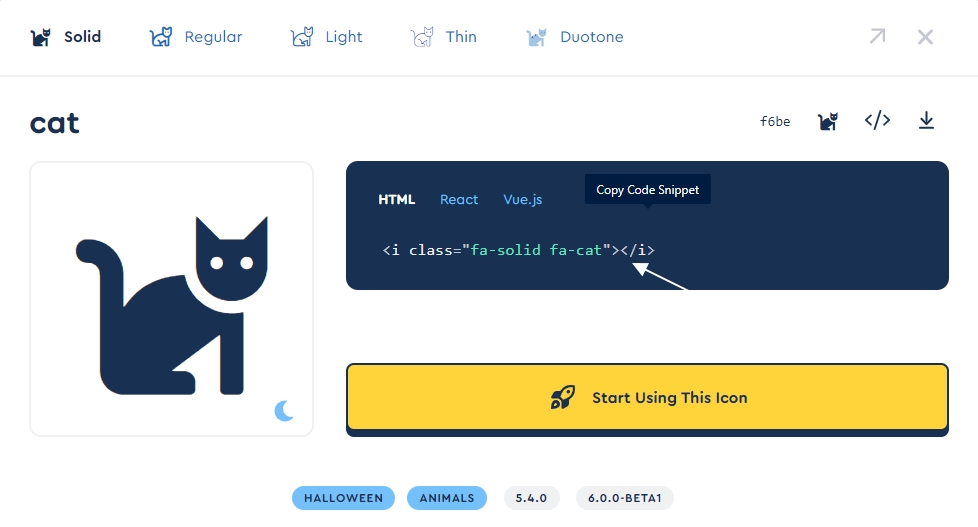 Solid Regular Light Thin Duotone
cat
f6be
HTML React Vue.js
Copy Code Snippet
<i class="fa-solid fa-cat"></i>
Start Using This Icon
HALLOWEEN ANIMALS 5.4.0 6.0.0-BETA1